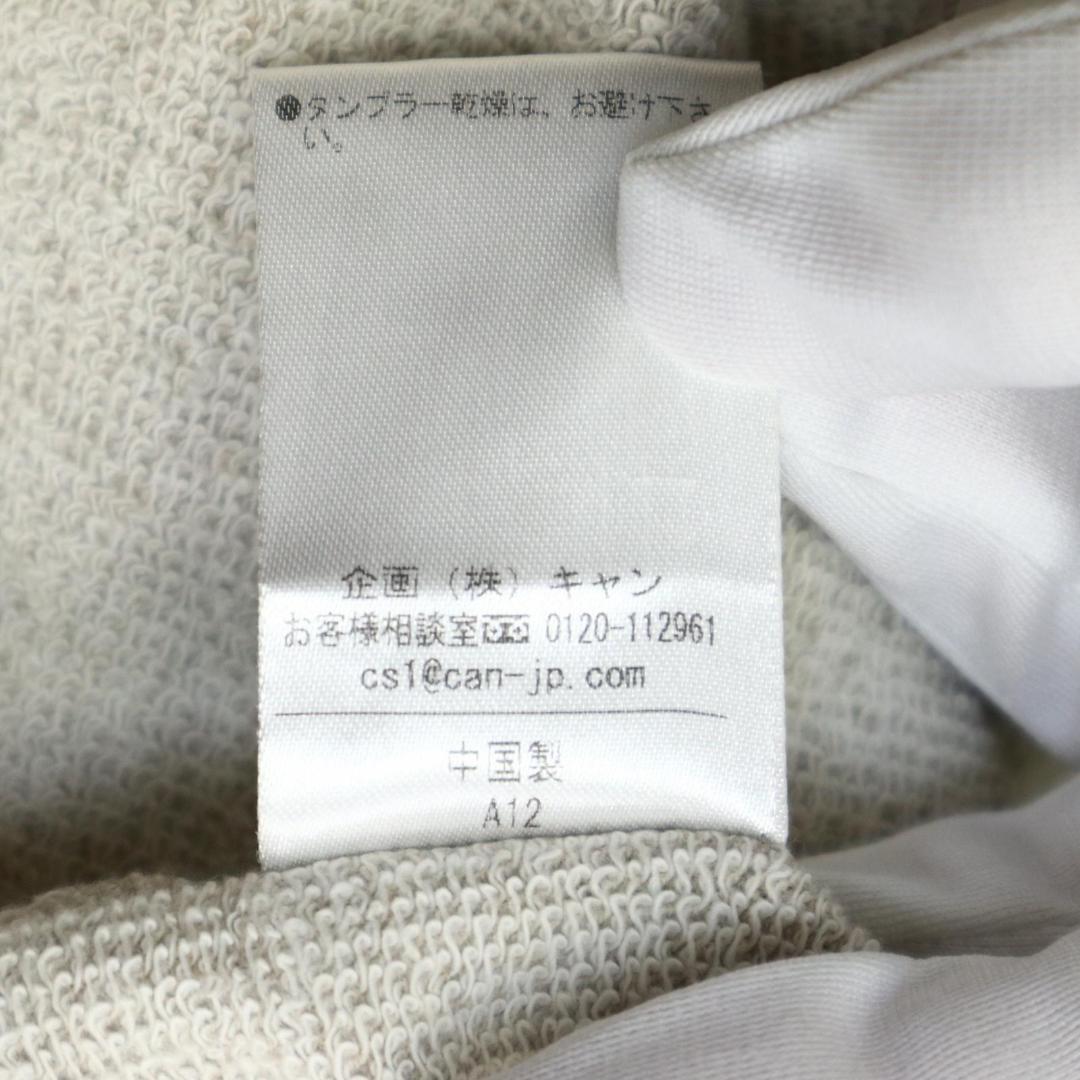 ●タンブラー乾燥は、お避け下さ
い。
企画（株）キャン
お客様相談室 0120-112961
cs1@can-jp.com
中国製
A12